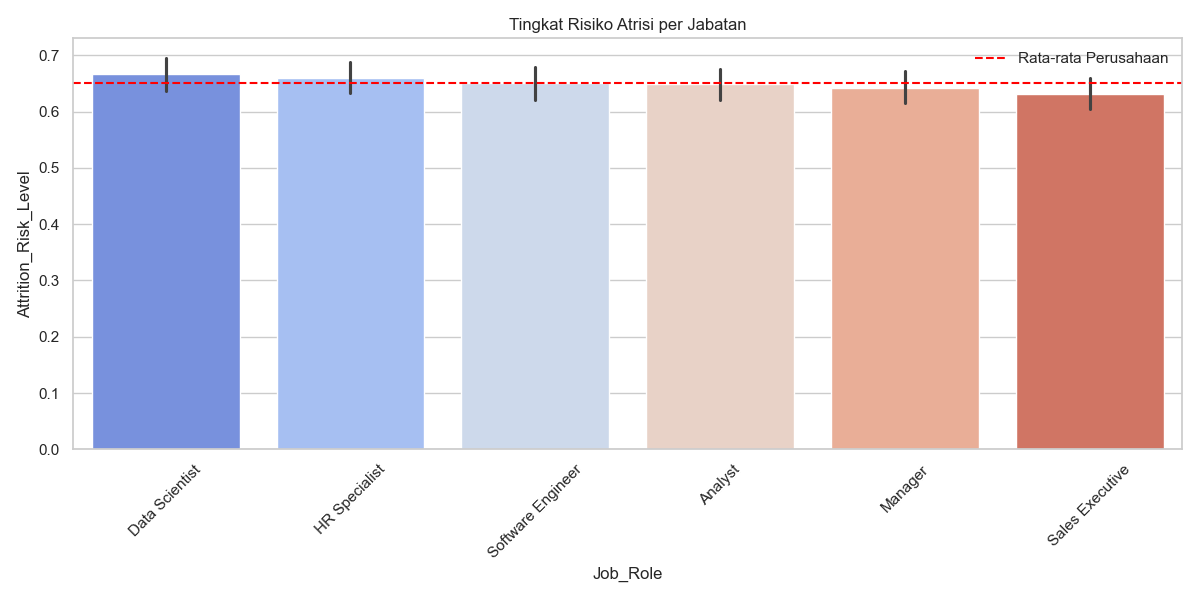 Tingkat Risiko Atrisi per Jabatan
Rata-rata Perusahaan
Attrition_Risk_Level
0.7
0.6
0.5
0.4
0.3
0.2
0.1
0.0
Data Scientist
HR Specialist
Software Engineer
Analyst
Manager
Sales Executive
Job_Role